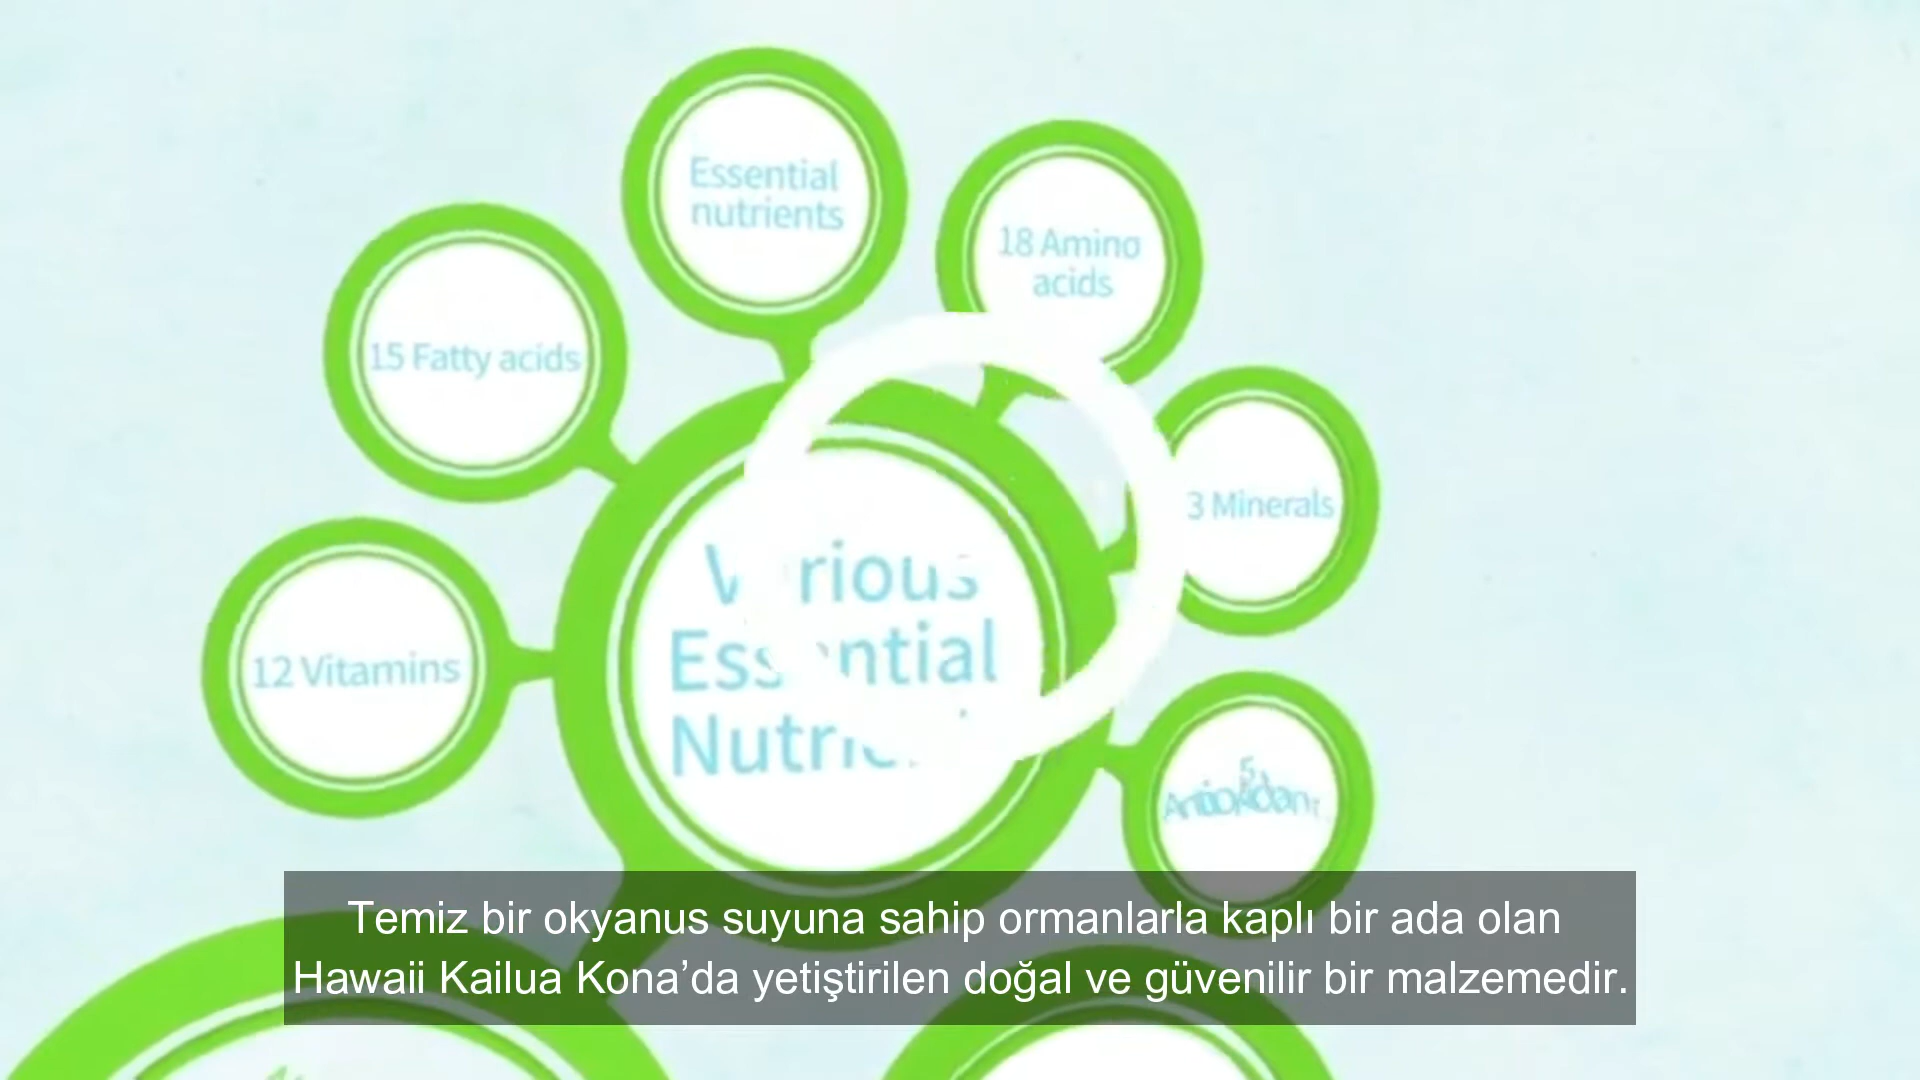 Essential
nutrients
18 Amino
acids
15 Fatty acids
3 Minerals
12 Vitamins
Essential
5
Temiz bir okyanus suyuna sahip ormanlarla kaplı bir ada olan
Hawaii Kailua Kona’da yetiştirilen doğal ve güvenilir bir malzemedir.